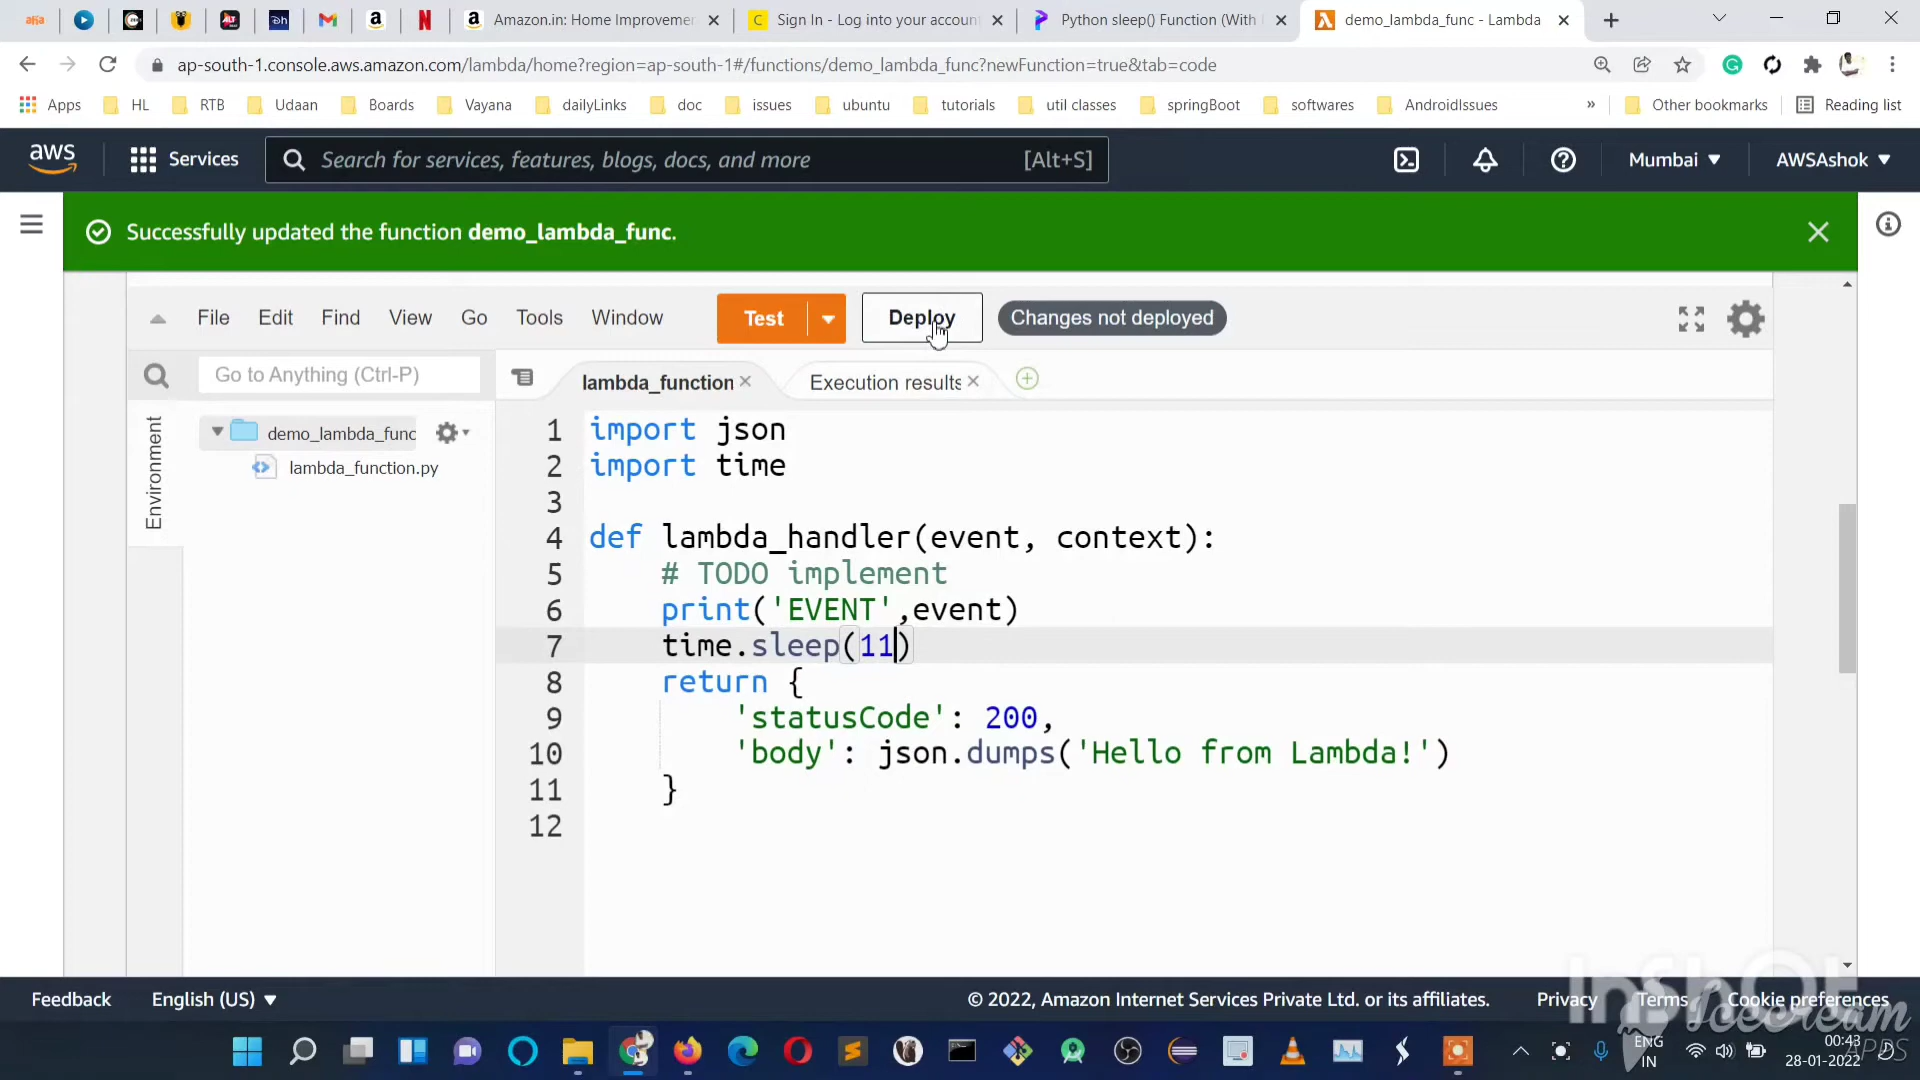 Amazon.in: Home Improvemer
Sign In - Log into your accoun
Python sleep() Function (With
demo_lambda_func - Lambda
ap-south-1.console.aws.amazon.com/lambda/home?region=ap-south-1#/functions/demo_lambda_func?newFunction=true&tab=code
Apps HL RTB Udaan Boards Vayana dailyLinks doc issues ubuntu tutorials util classes springBoot softwares AndroidIssues » Other bookmarks Reading list
aws Services Search for services, features, blogs, docs, and more [Alt+S] Mumbai AWSAshok
Successfully updated the function demo_lambda_func.
File Edit Find View Go Tools Window Test Deploy Changes not deployed
Go to Anything (Ctrl-P)
lambda_function Execution results
Environment
demo_lambda_func
lambda_function.py
1 import json
2 import time
3
4 def lambda_handler(event, context):
5 # TODO implement
6 print('EVENT',event)
7 time.sleep(11)
8 return {
9 'statusCode': 200,
10 'body': json.dumps('Hello from Lambda!')
11 }
12
Feedback English (US) © 2022, Amazon Internet Services Private Ltd. or its affiliates. Privacy Terms Cookie preferences
InShOt
Icecream
APPS
ENG
IN
00:43
28-01-2022